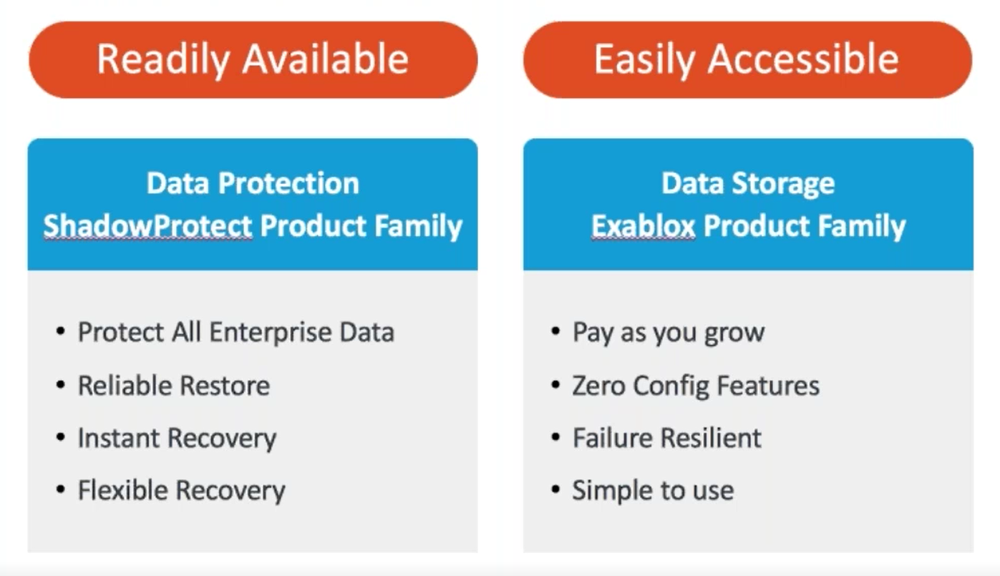 Readily Available
Data Protection
ShadowProtect Product Family
• Protect All Enterprise Data
• Reliable Restore
• Instant Recovery
• Flexible Recovery
Easily Accessible
Data Storage
Exablox Product Family
• Pay as you grow
• Zero Config Features
• Failure Resilient
• Simple to use